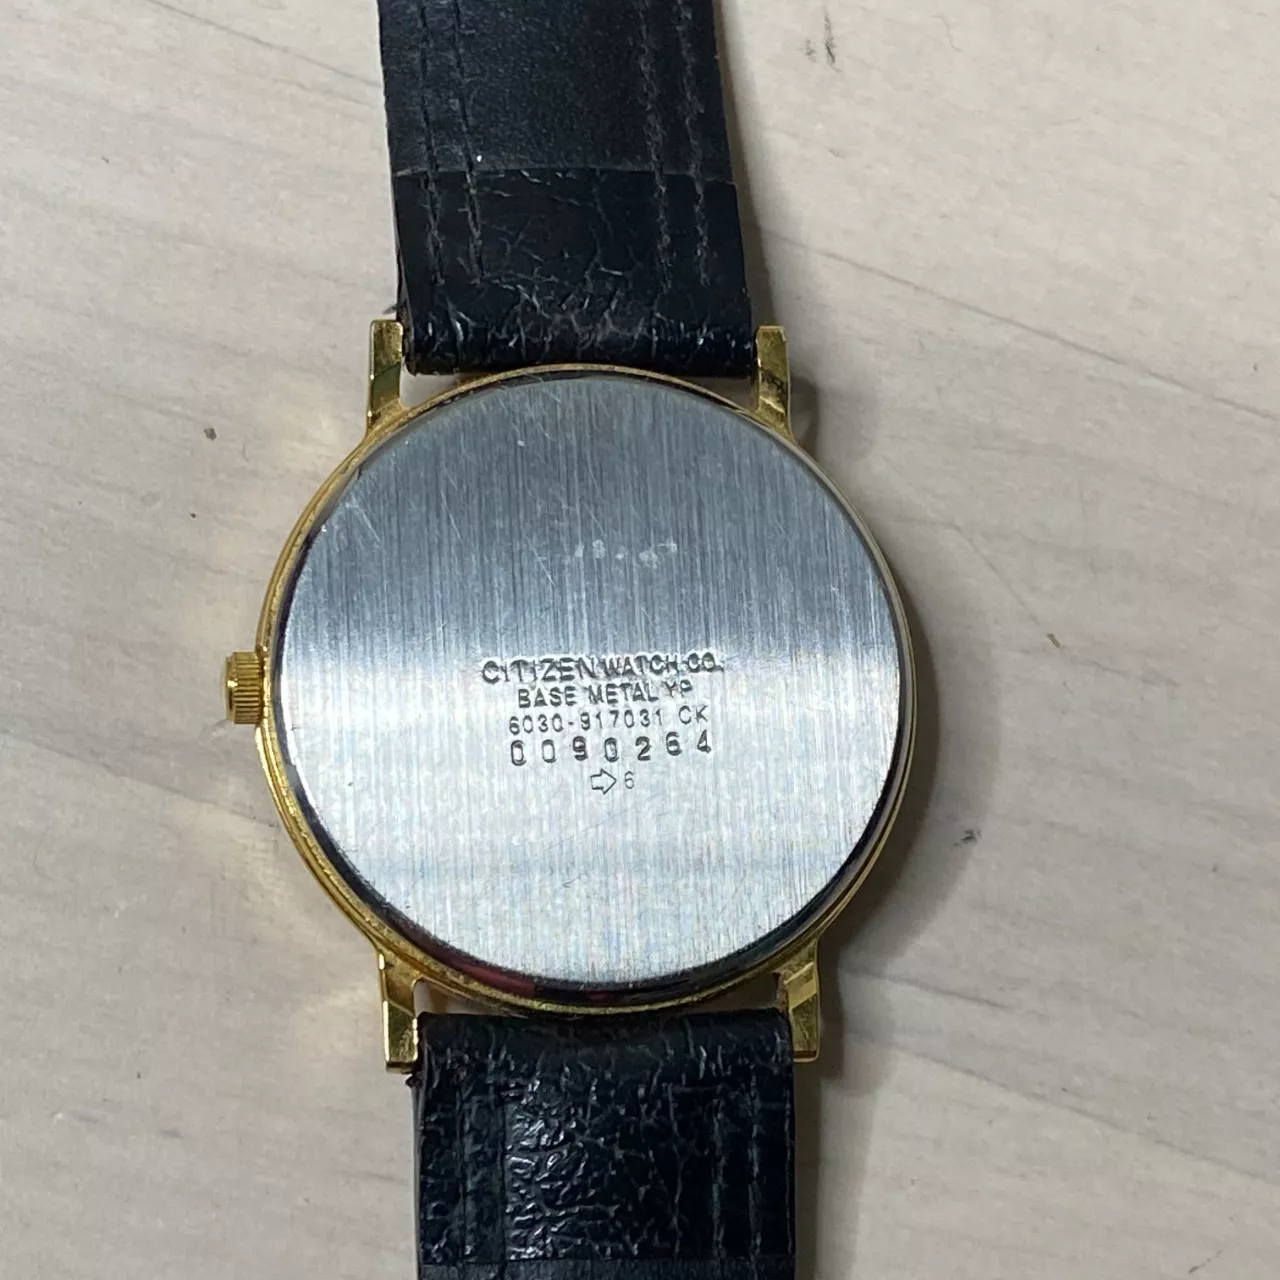 CITIZEN WATCH CO.
BASE METAL YP
6030-917031 CK
0090264
⇨6